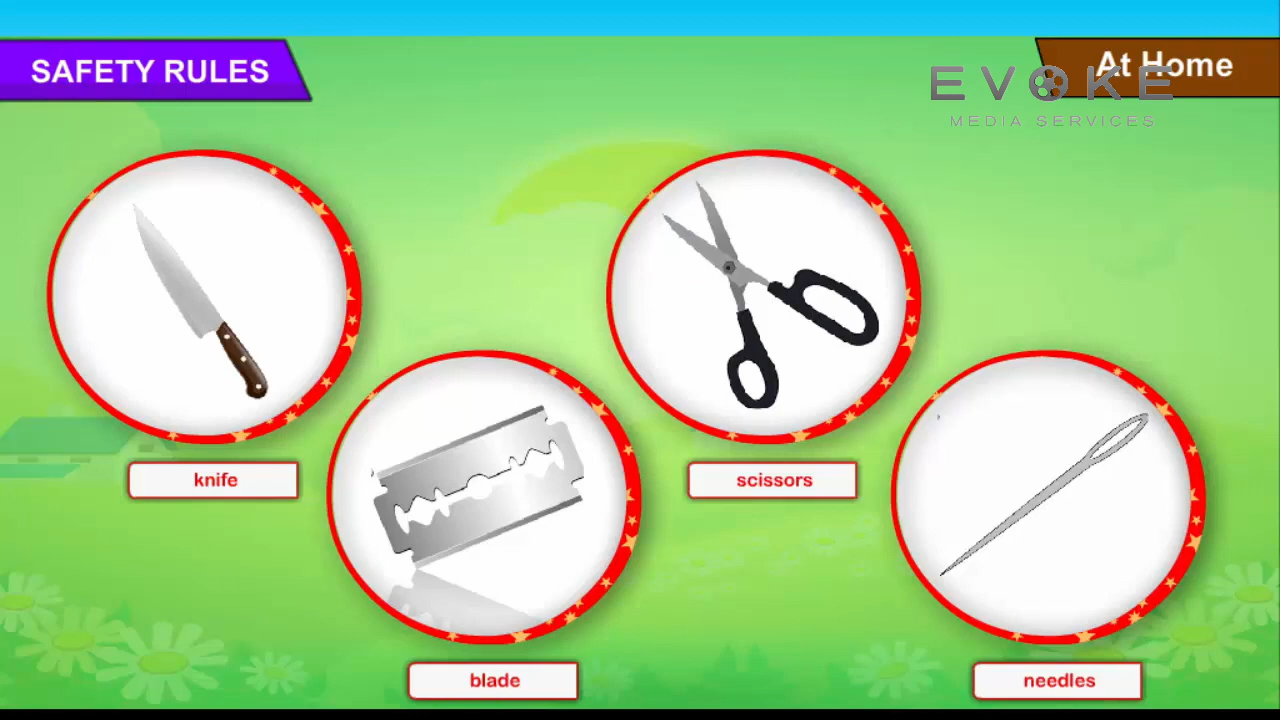 SAFETY RULES
At Home
EVOKE
MEDIA SERVICES
knife
scissors
blade
needles